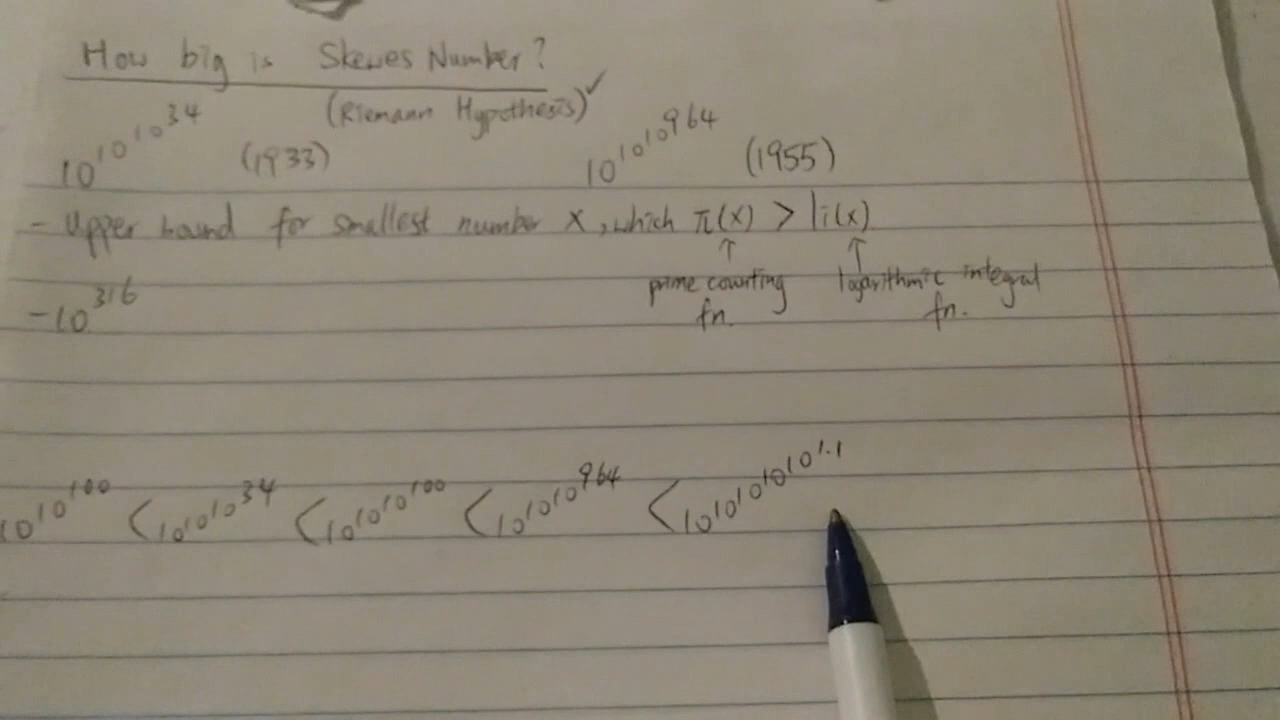 How big is Skewes Number?
(Riemann Hypothesis)✓
10^10^10^34 (1933) 10^10^10^964 (1955)
- Upper bound for smallest number x, which π(x) > li(x)
↑ ↑
prime counting fn. logarithmic integral fn.
- 10^316
10^10^100 < 10^10^10^34 < 10^10^10^100 < 10^10^10^964 < 10^10^10^10^10^1.1